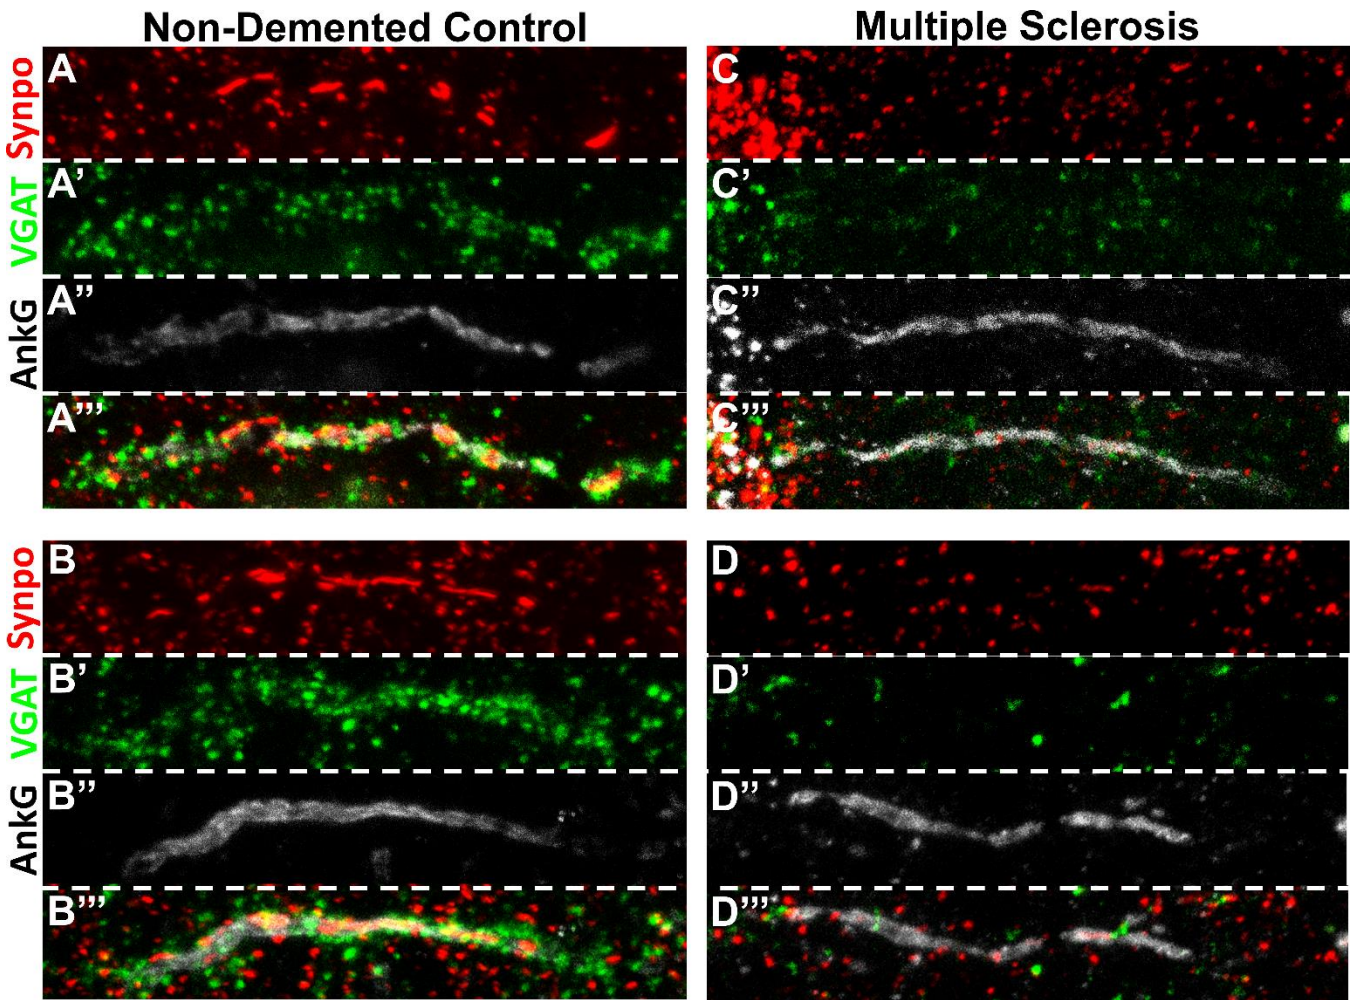 Non-Demented Control
Multiple Sclerosis
Synpo
A
C
VGAT
A’
C’
AnkG
A’’
C’’
A’’’
C’’’
Synpo
B
D
VGAT
B’
D’
AnkG
B’’
D’’
B’’’
D’’’